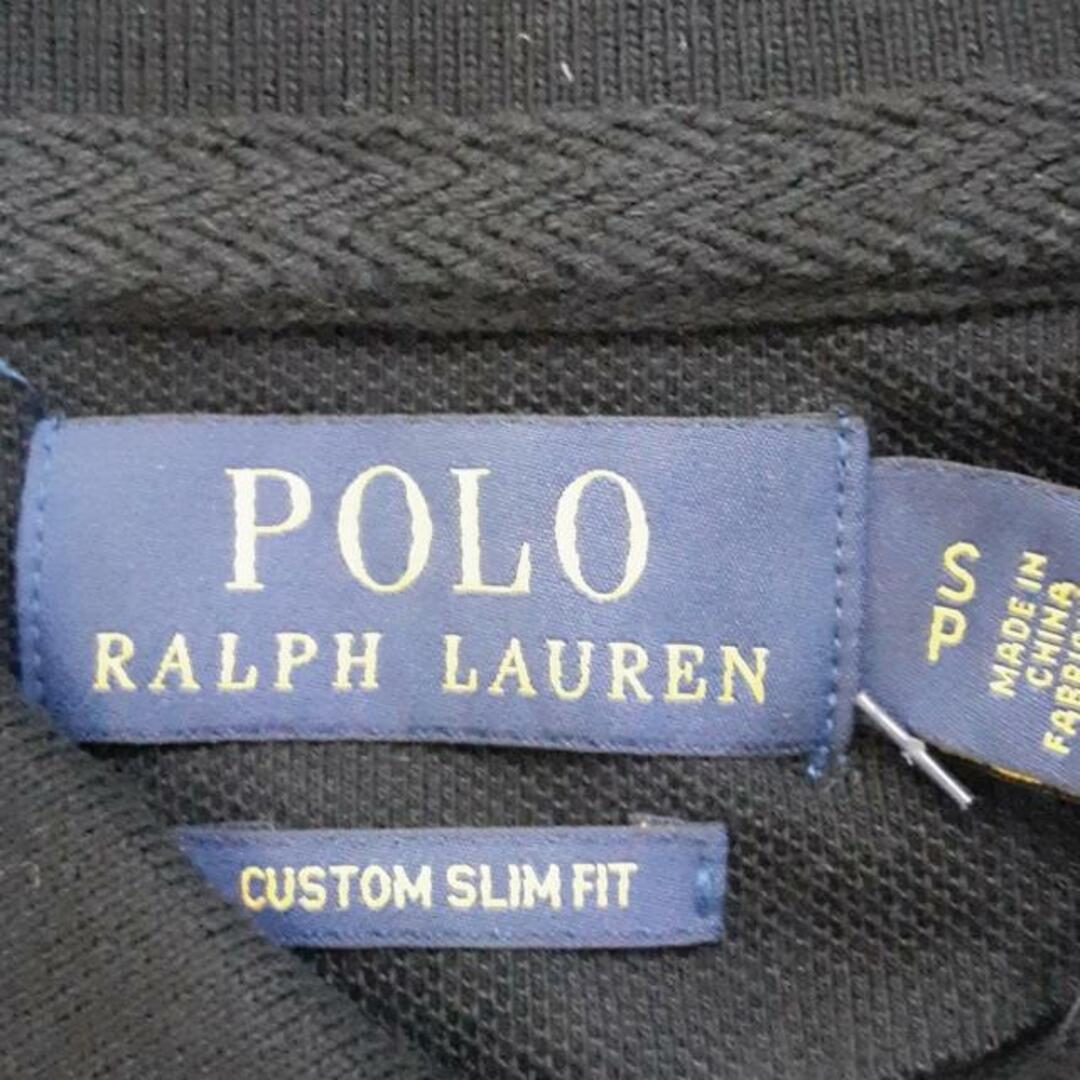 POLO
RALPH LAUREN
S
P
MADE IN
CHINA
CUSTOM SLIM FIT